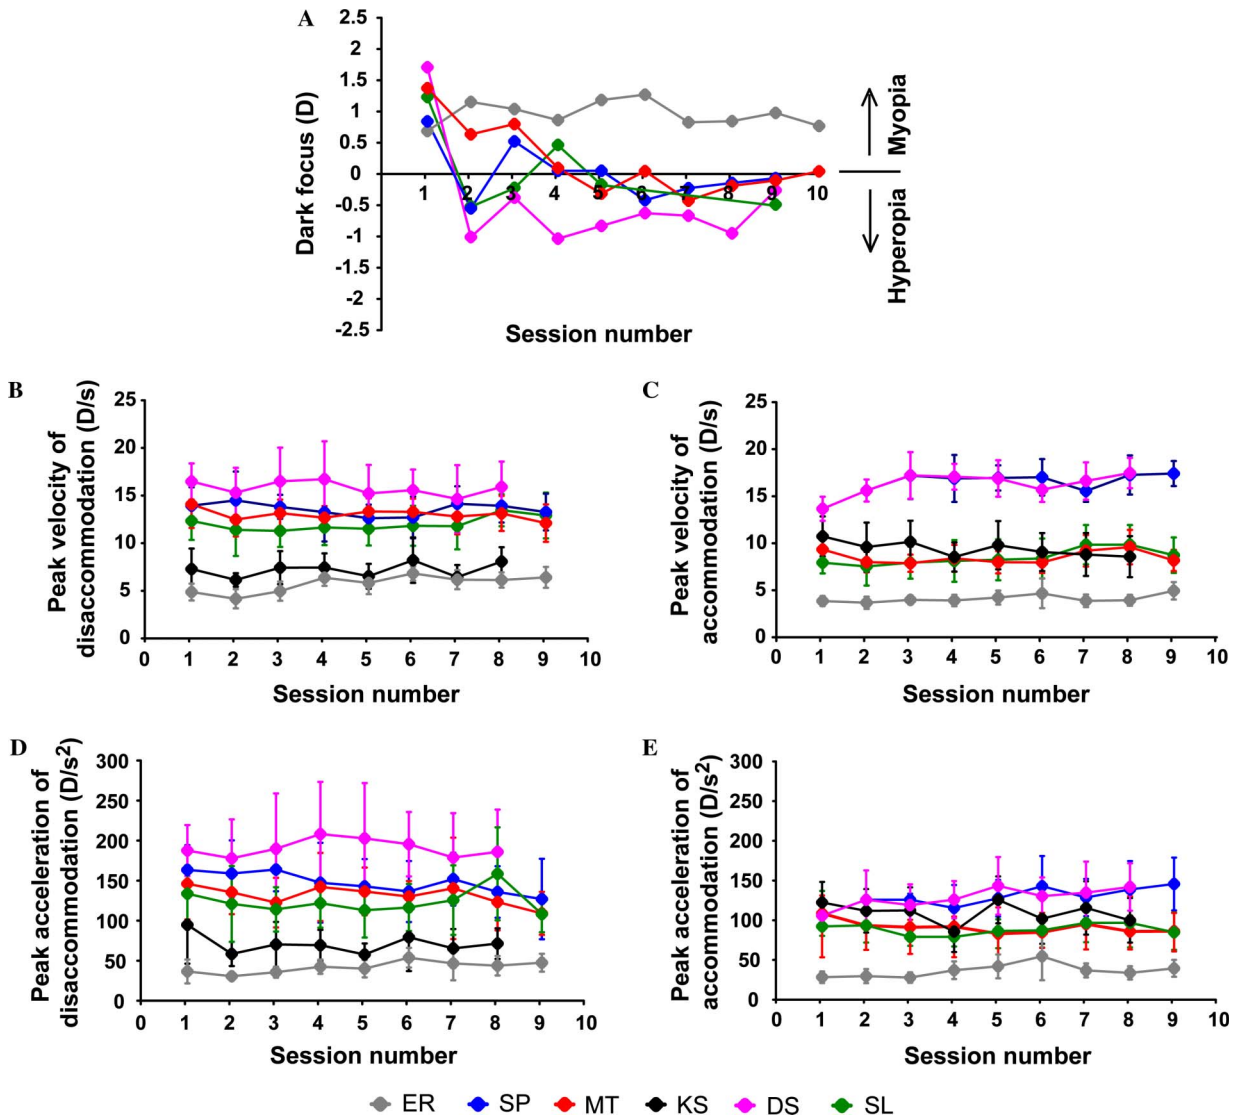 A
2.5
2
1.5
1
0.5
0
-0.5
-1
-1.5
-2
-2.5
Dark focus (D)
1 2 3 4 5 6 7 8 9 10
Session number
Myopia
Hyperopia
B
25
20
15
10
5
0
Peak velocity of
disaccommodation (D/s)
0 1 2 3 4 5 6 7 8 9 10
Session number
C
25
20
15
10
5
0
Peak velocity of
accommodation (D/s)
0 1 2 3 4 5 6 7 8 9 10
Session number
D
300
250
200
150
100
50
0
Peak acceleration of
disaccommodation (D/s²)
0 1 2 3 4 5 6 7 8 9 10
Session number
E
300
250
200
150
100
50
0
Peak acceleration of
accommodation (D/s²)
0 1 2 3 4 5 6 7 8 9 10
Session number
ER SP MT KS DS SL